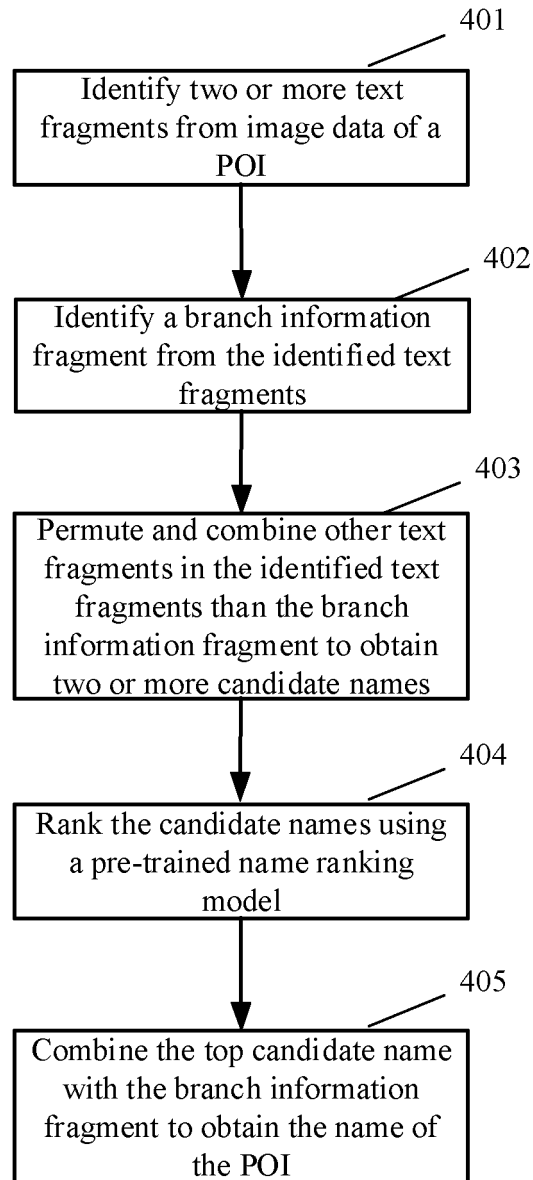 401
Identify two or more text
fragments from image data of a
POI
402
Identify a branch information
fragment from the identified text
fragments
403
Permute and combine other text
fragments in the identified text
fragments than the branch
information fragment to obtain
two or more candidate names
404
Rank the candidate names using
a pre-trained name ranking
model
405
Combine the top candidate name
with the branch information
fragment to obtain the name of
the POI